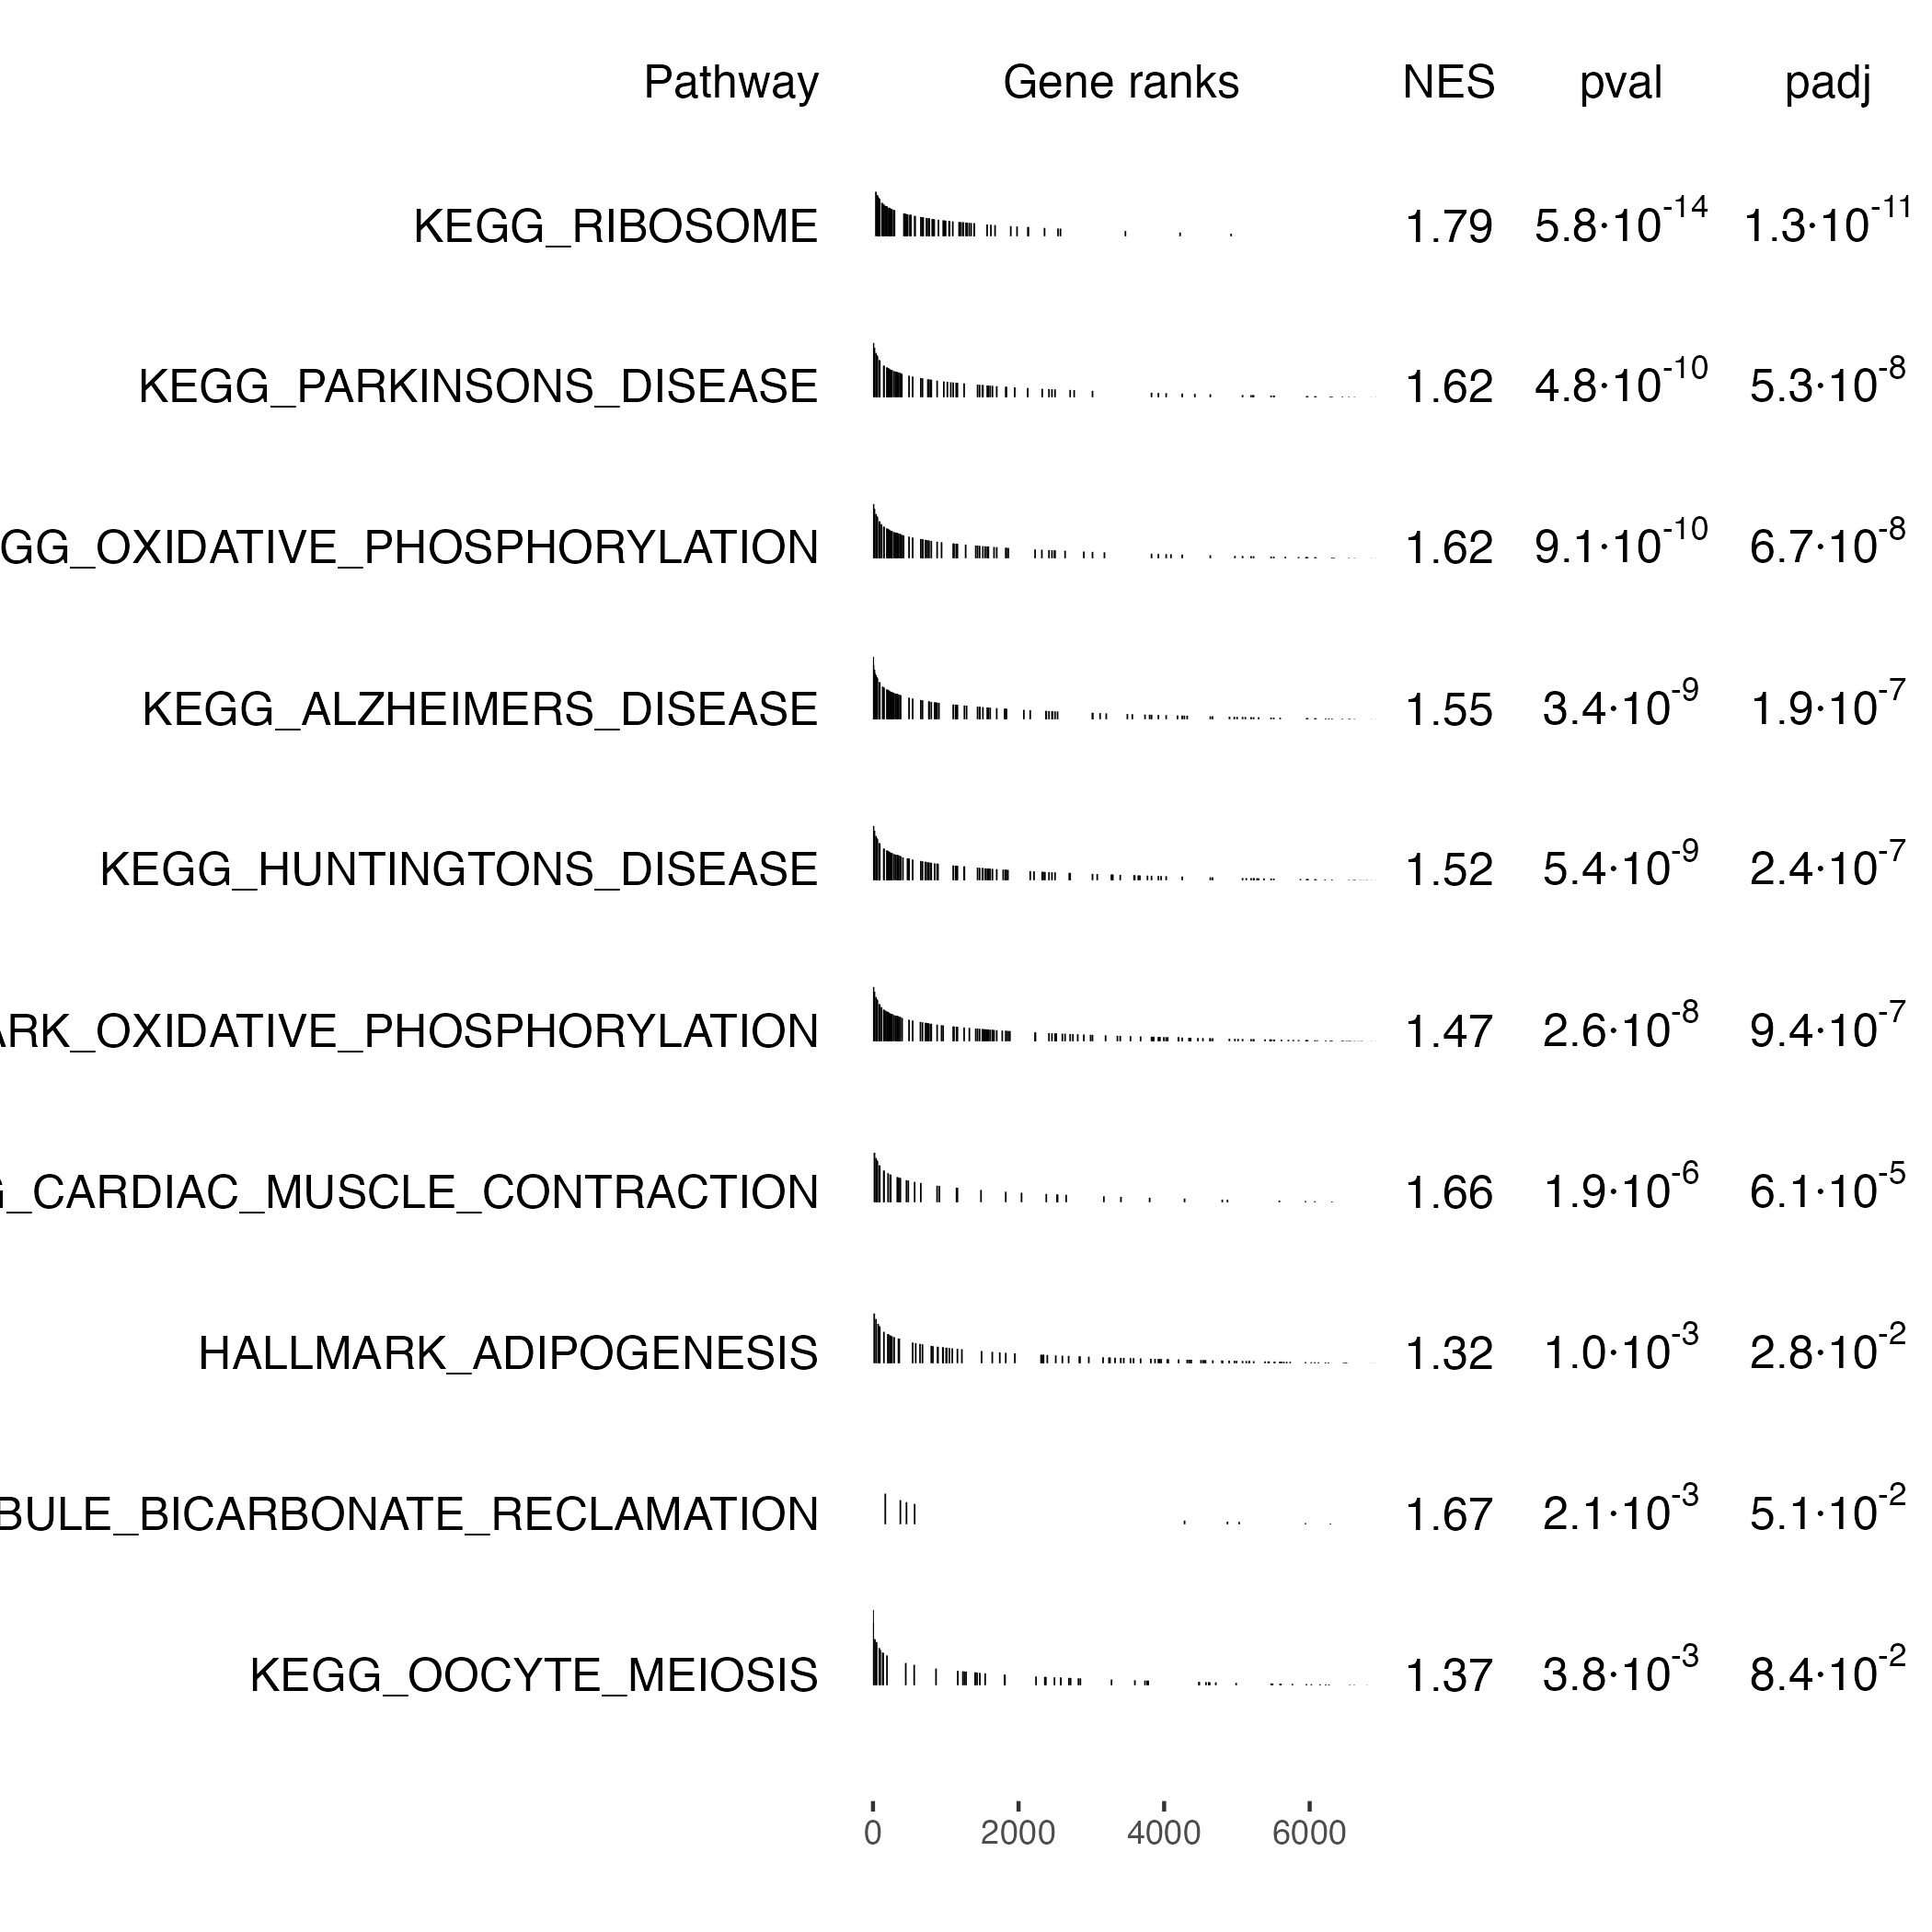 Pathway Gene ranks NES pval padj
KEGG_RIBOSOME 1.79 5.8·10^-14 1.3·10^-11
KEGG_PARKINSONS_DISEASE 1.62 4.8·10^-10 5.3·10^-8
GG_OXIDATIVE_PHOSPHORYLATION 1.62 9.1·10^-10 6.7·10^-8
KEGG_ALZHEIMERS_DISEASE 1.55 3.4·10^-9 1.9·10^-7
KEGG_HUNTINGTONS_DISEASE 1.52 5.4·10^-9 2.4·10^-7
ARK_OXIDATIVE_PHOSPHORYLATION 1.47 2.6·10^-8 9.4·10^-7
G_CARDIAC_MUSCLE_CONTRACTION 1.66 1.9·10^-6 6.1·10^-5
HALLMARK_ADIPOGENESIS 1.32 1.0·10^-3 2.8·10^-2
BULE_BICARBONATE_RECLAMATION 1.67 2.1·10^-3 5.1·10^-2
KEGG_OOCYTE_MEIOSIS 1.37 3.8·10^-3 8.4·10^-2
0 2000 4000 6000